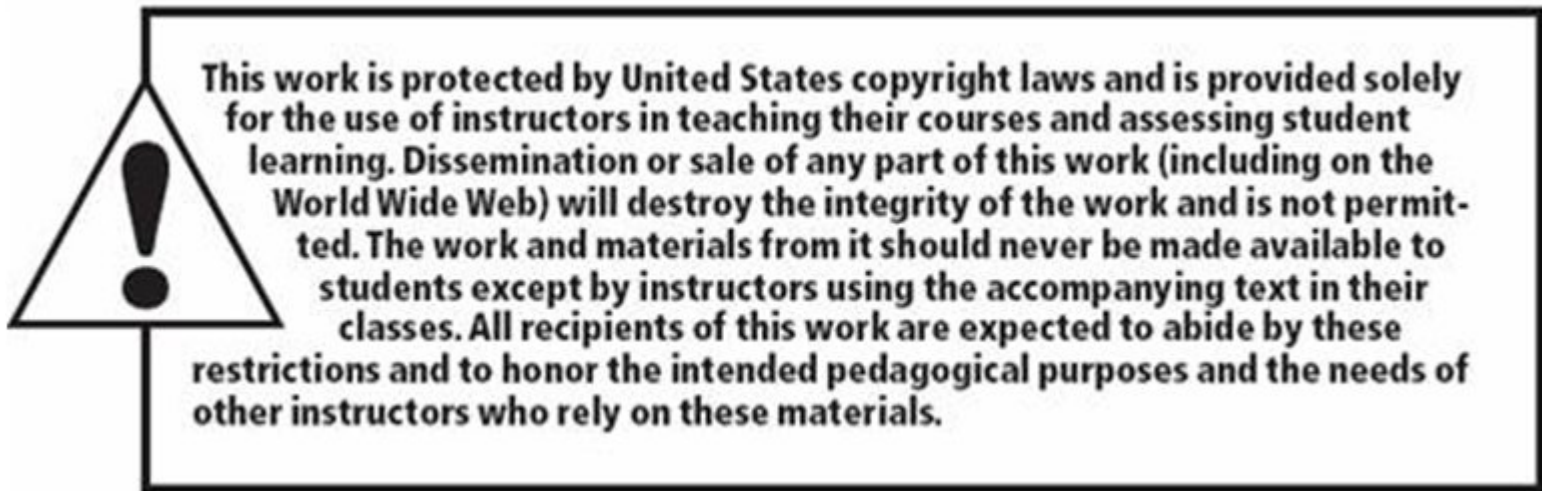 This work is protected by United States copyright laws and is provided solely
for the use of instructors in teaching their courses and assessing student
learning. Dissemination or sale of any part of this work (including on the
World Wide Web) will destroy the integrity of the work and is not permit-
ted. The work and materials from it should never be made available to
students except by instructors using the accompanying text in their
classes. All recipients of this work are expected to abide by these
restrictions and to honor the intended pedagogical purposes and the needs of
other instructors who rely on these materials.